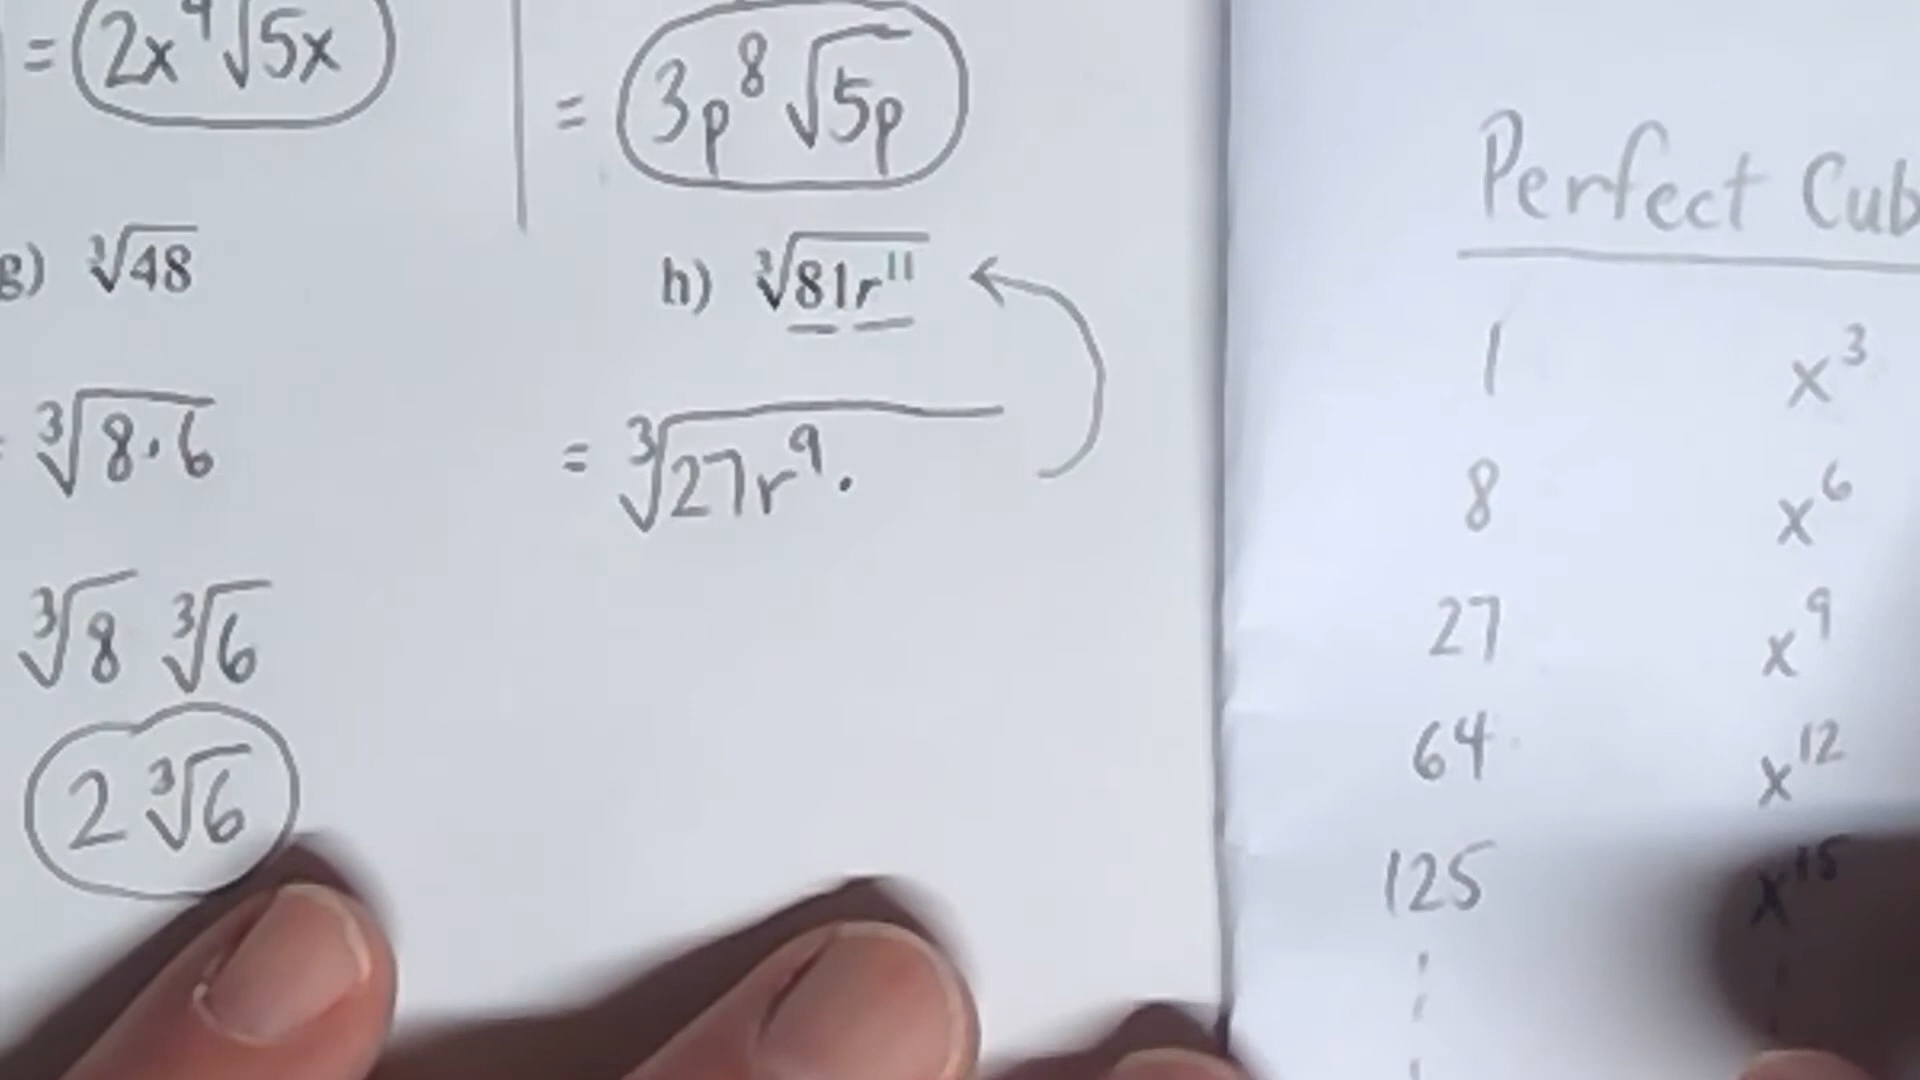 = 2x⁴√5x
= 3p⁸√5p
g) ∛48
= ∛8·6
∛8 ∛6
2∛6
h) ∛81r¹¹
= ∛27r⁹·
Perfect Cub
1 x³
8 x⁶
27 x⁹
64 x¹²
125 x¹⁵